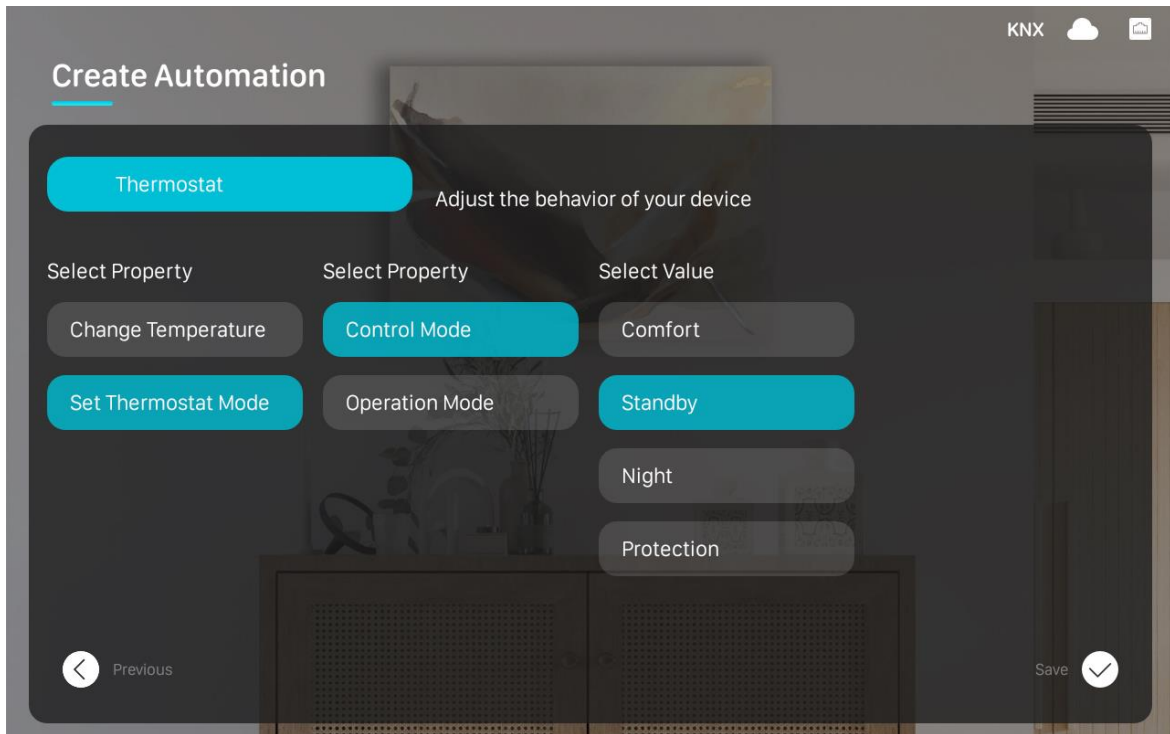 KNX
Create Automation
Thermostat
Adjust the behavior of your device
Select Property
Select Property
Select Value
Change Temperature
Control Mode
Comfort
Set Thermostat Mode
Operation Mode
Standby
Night
Protection
Previous
Save